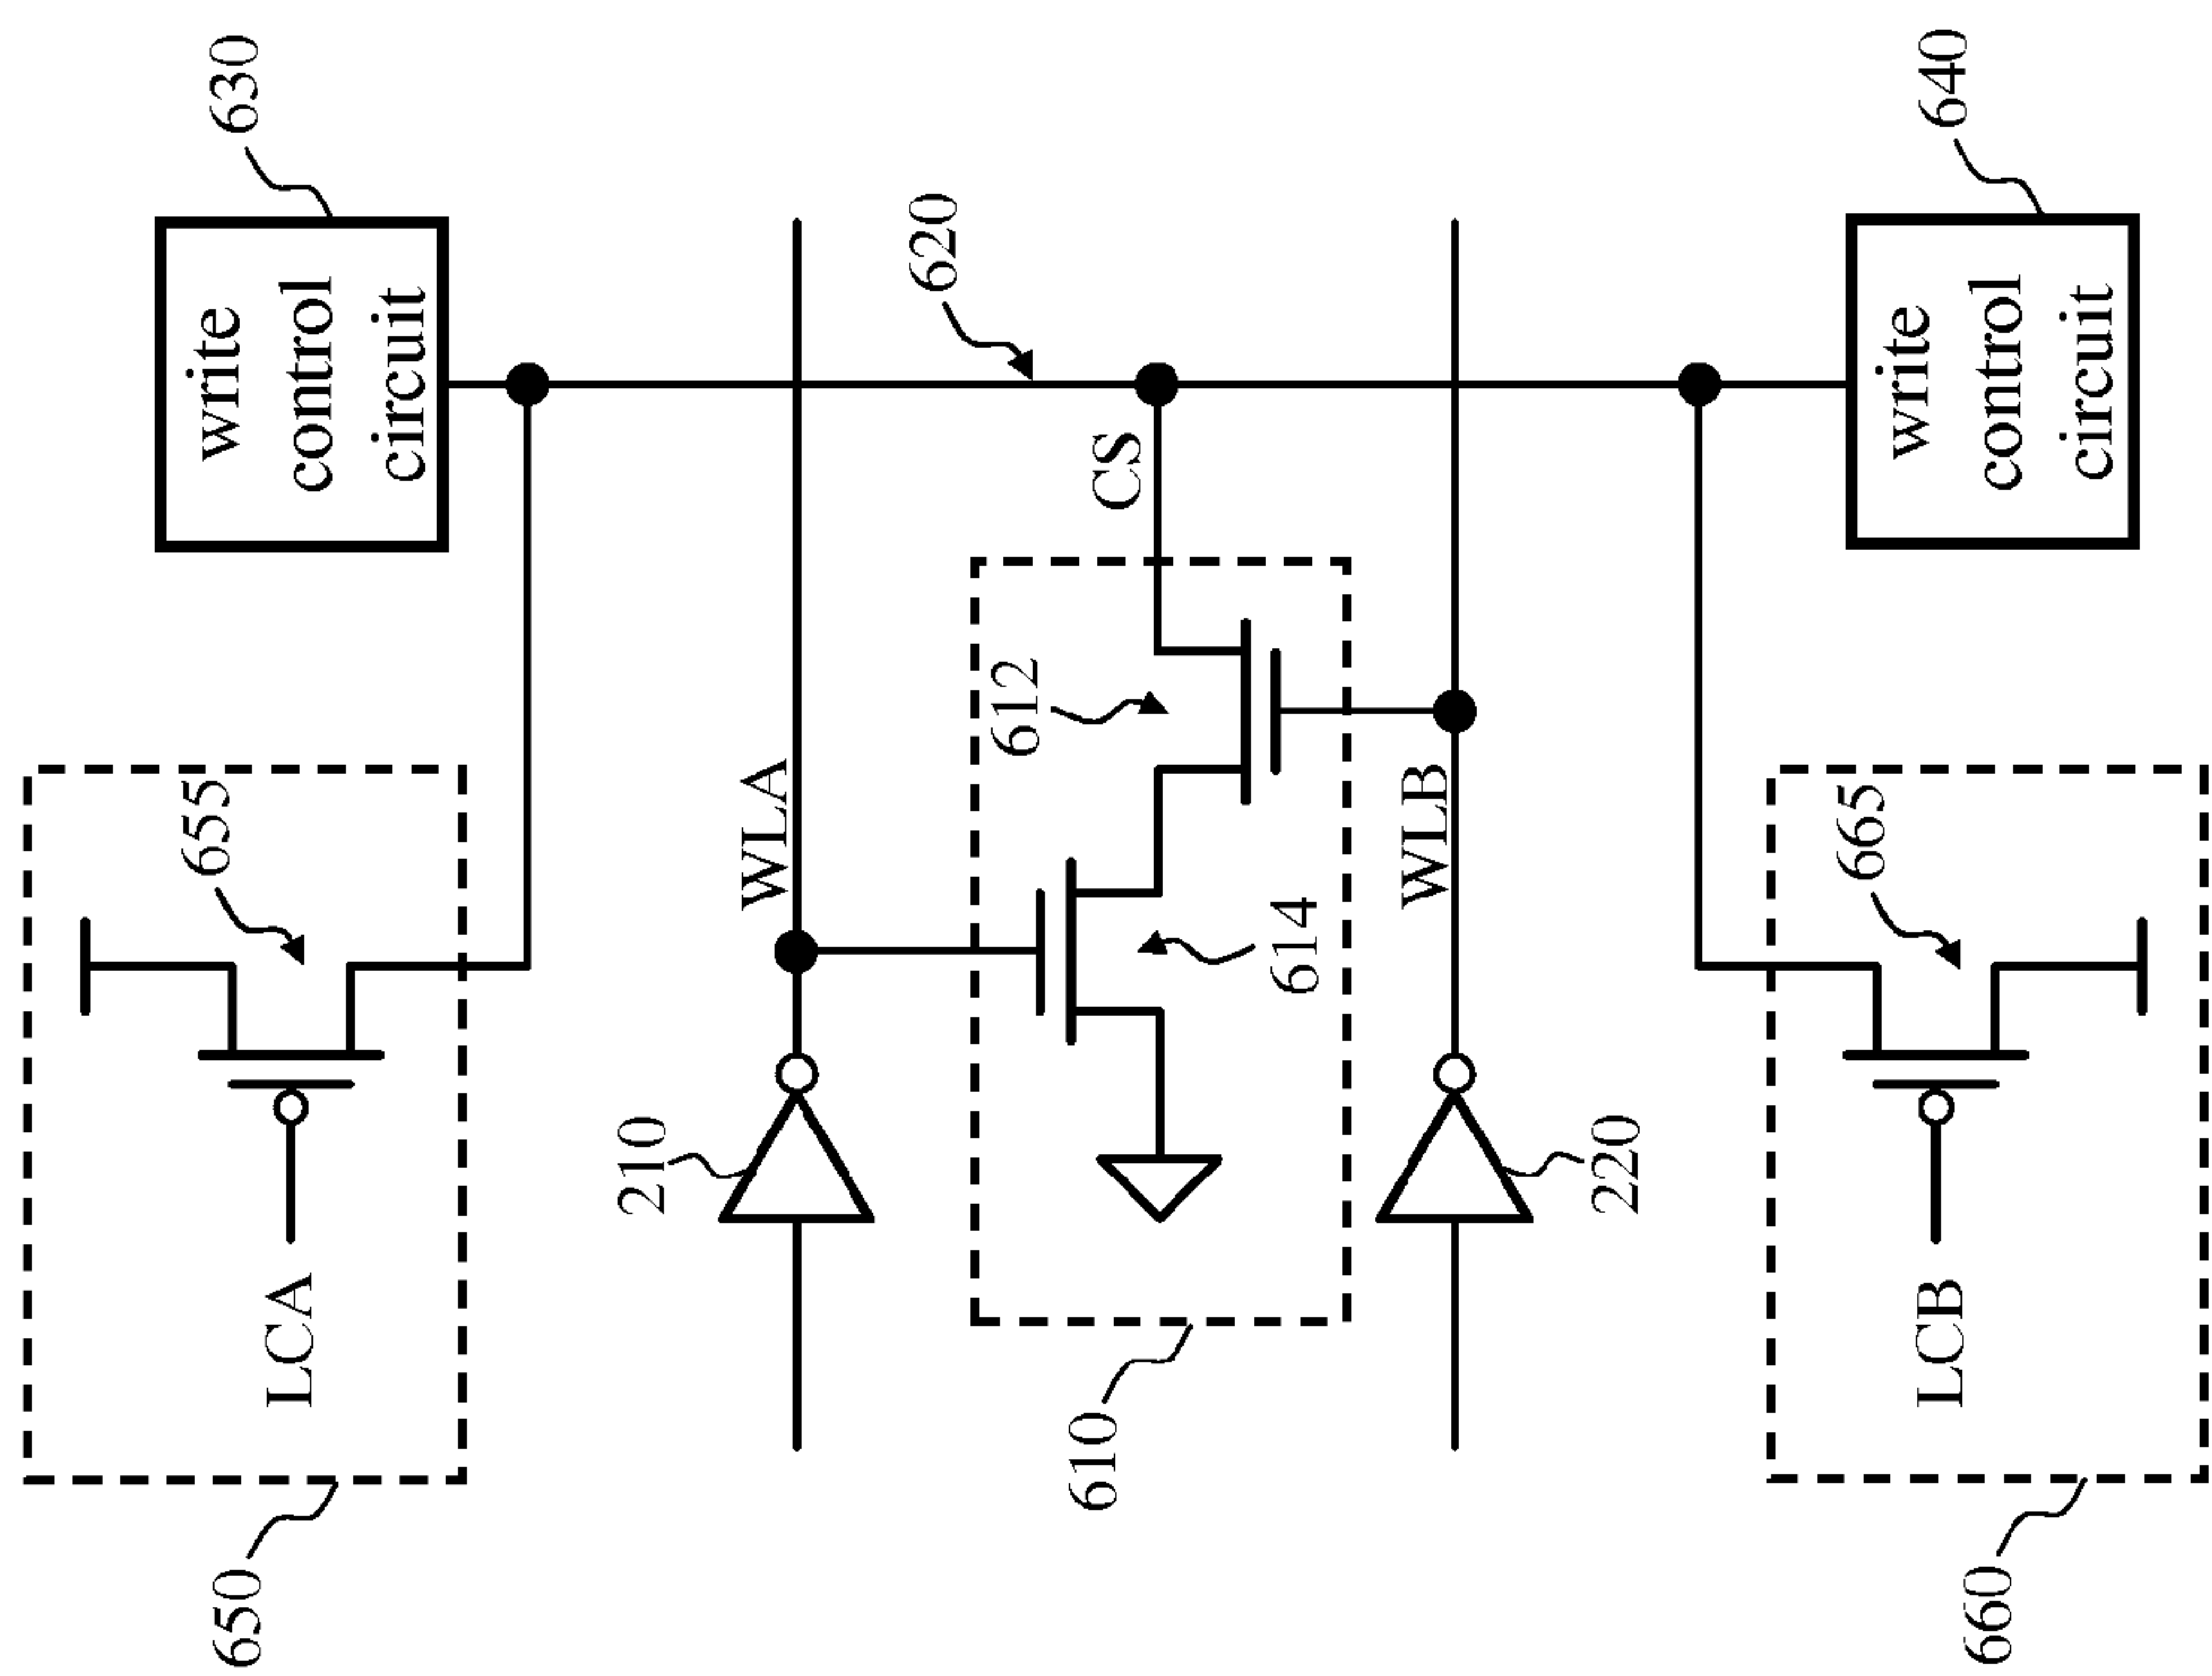 630
write
control
circuit
640
write
control
circuit
620
CS
612
WLA
WLB
655
665
614
210
220
LCA
LCB
610
650
660